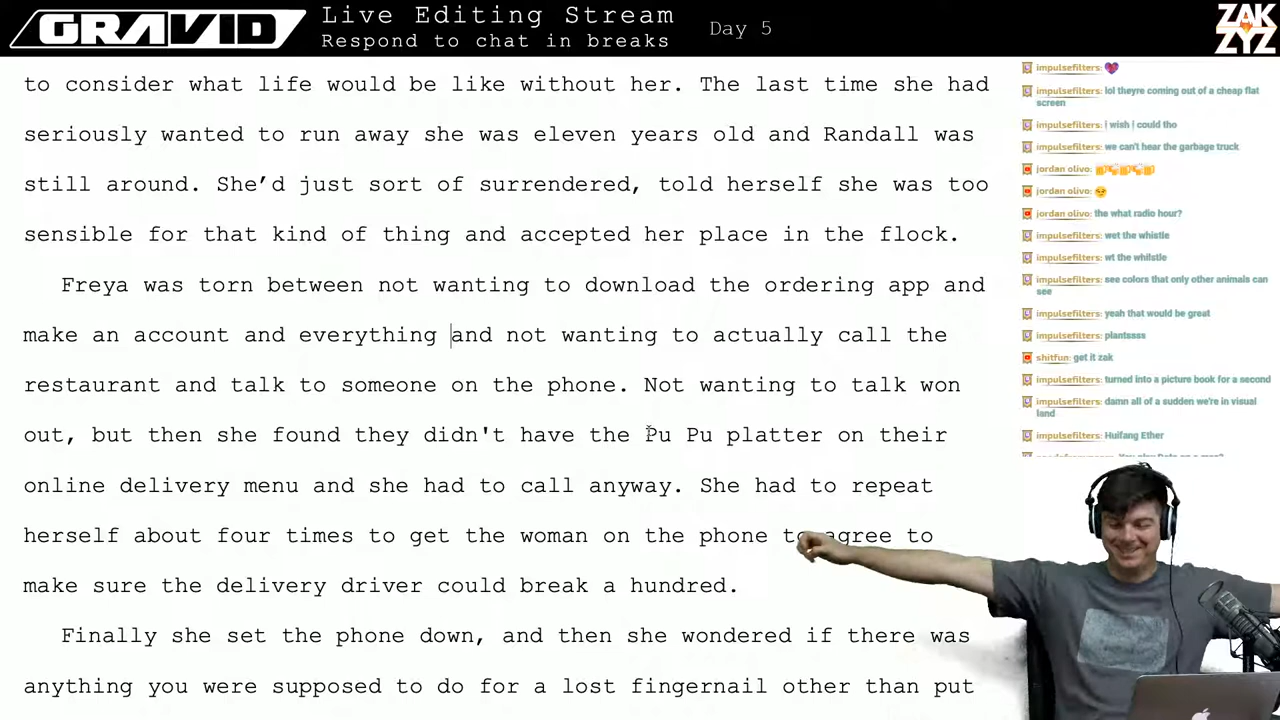 GRAVID
Live Editing Stream
Respond to chat in breaks
Day 5
ZAK
ZYZ
to consider what life would be like without her. The last time she had
seriously wanted to run away she was eleven years old and Randall was
still around. She’d just sort of surrendered, told herself she was too
sensible for that kind of thing and accepted her place in the flock.
Freya was torn between not wanting to download the ordering app and
make an account and everything and not wanting to actually call the
restaurant and talk to someone on the phone. Not wanting to talk won
out, but then she found they didn't have the Pu Pu platter on their
online delivery menu and she had to call anyway. She had to repeat
herself about four times to get the woman on the phone to agree to
make sure the delivery driver could break a hundred.
Finally she set the phone down, and then she wondered if there was
anything you were supposed to do for a lost fingernail other than put
impulsefilters:
impulsefilters: lol theyre coming out of a cheap flat
screen
impulsefilters: i wish i could tho
impulsefilters: we can't hear the garbage truck
jordan olivo:
jordan olivo:
jordan olivo: the what radio hour?
impulsefilters: wet the whistle
impulsefilters: wt the whilstle
impulsefilters: see colors that only other animals can
see
impulsefilters: yeah that would be great
impulsefilters: plantssss
shitfun: get it zak
impulsefilters: turned into a picture book for a second
impulsefilters: damn all of a sudden we're in visual
land
impulsefilters: Huifang Ether